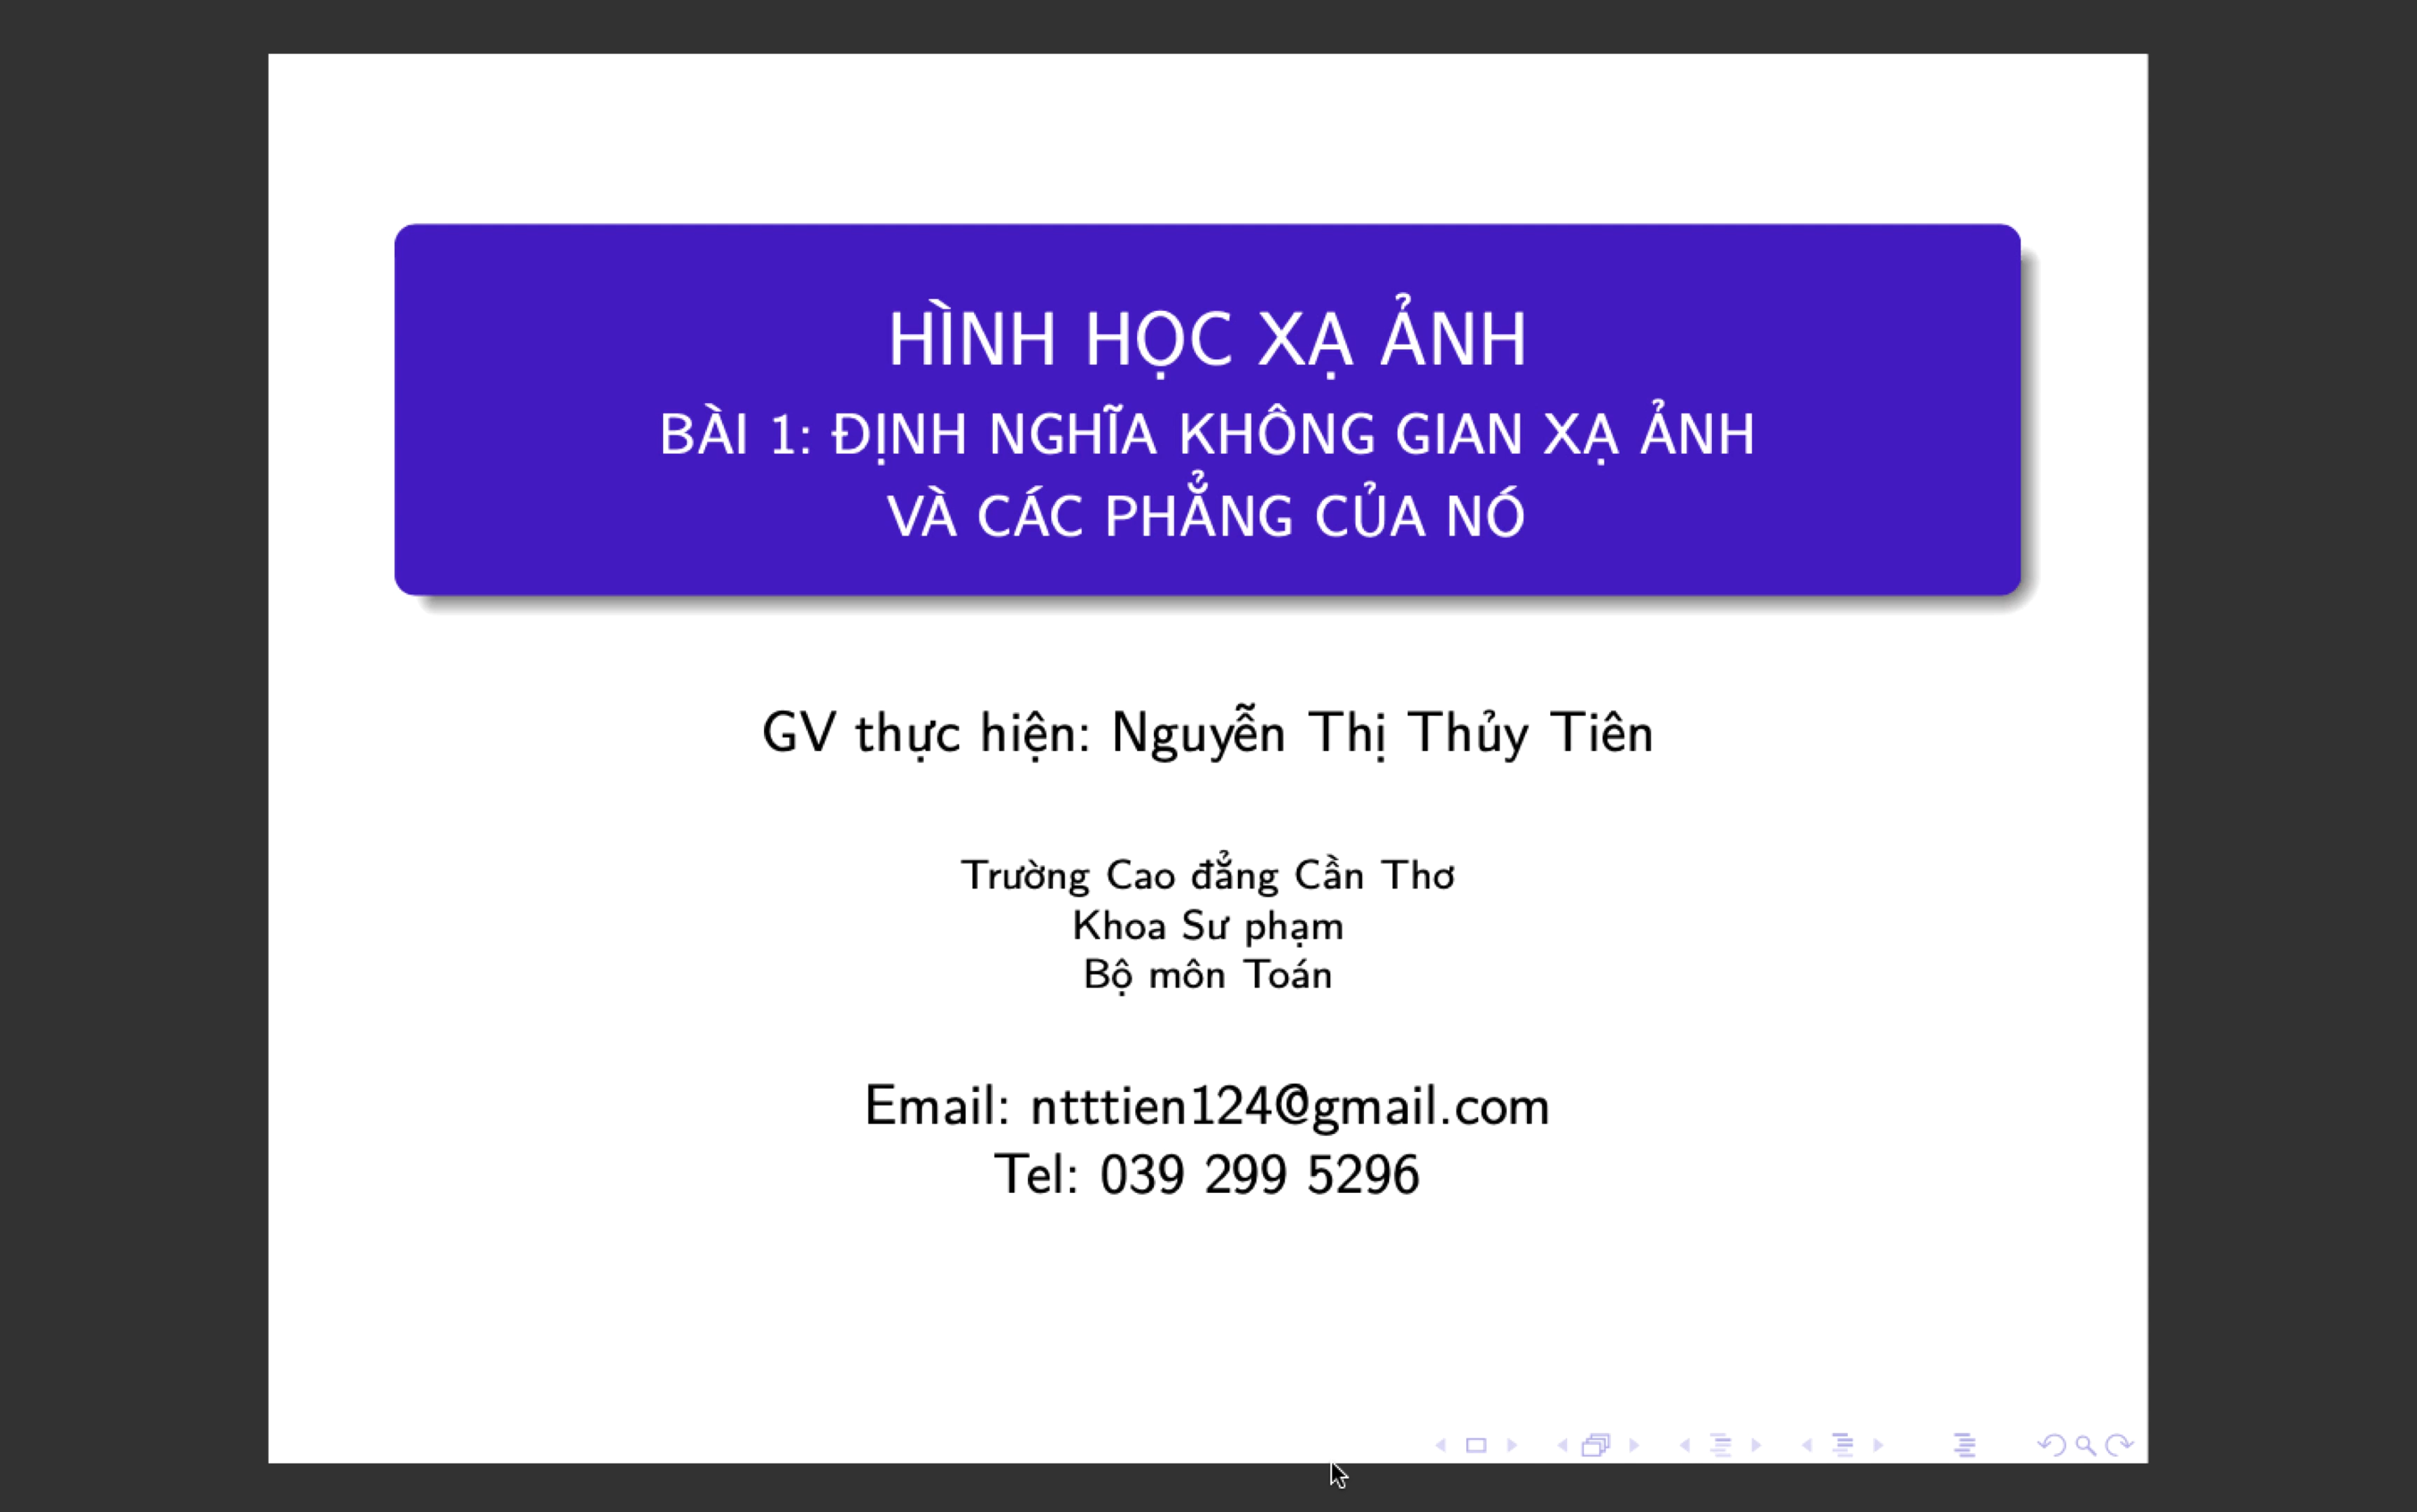 HÌNH HỌC XẠ ẢNH
BÀI 1: ĐỊNH NGHĨA KHÔNG GIAN XẠ ẢNH
VÀ CÁC PHẲNG CỦA NÓ
GV thực hiện: Nguyễn Thị Thủy Tiên
Trường Cao đẳng Cần Thơ
Khoa Sư phạm
Bộ môn Toán
Email: ntttien124@gmail.com
Tel: 039 299 5296